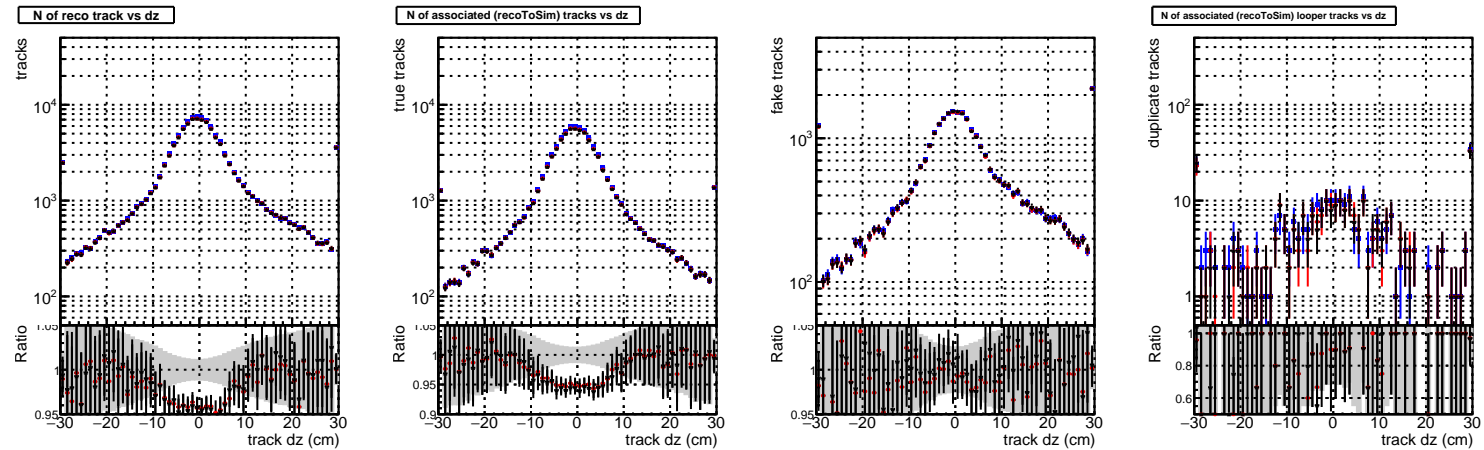 N of reco track vs dz
tracks
10⁴
10³
10²
Ratio
1.05
1
0.95
−30 −20 −10 0 10 20 30
track dz (cm)
N of associated (recoToSim) tracks vs dz
true tracks
10⁴
10³
10²
Ratio
1.05
1
0.95
0.9
−30 −20 −10 0 10 20 30
track dz (cm)
fake tracks
10³
10²
Ratio
1.05
1
0.95
−30 −20 −10 0 10 20 30
track dz (cm)
N of associated (recoToSim) looper tracks vs dz
duplicate tracks
10²
10
1
Ratio
1
0.8
0.6
−30 −20 −10 0 10 20 30
track dz (cm)